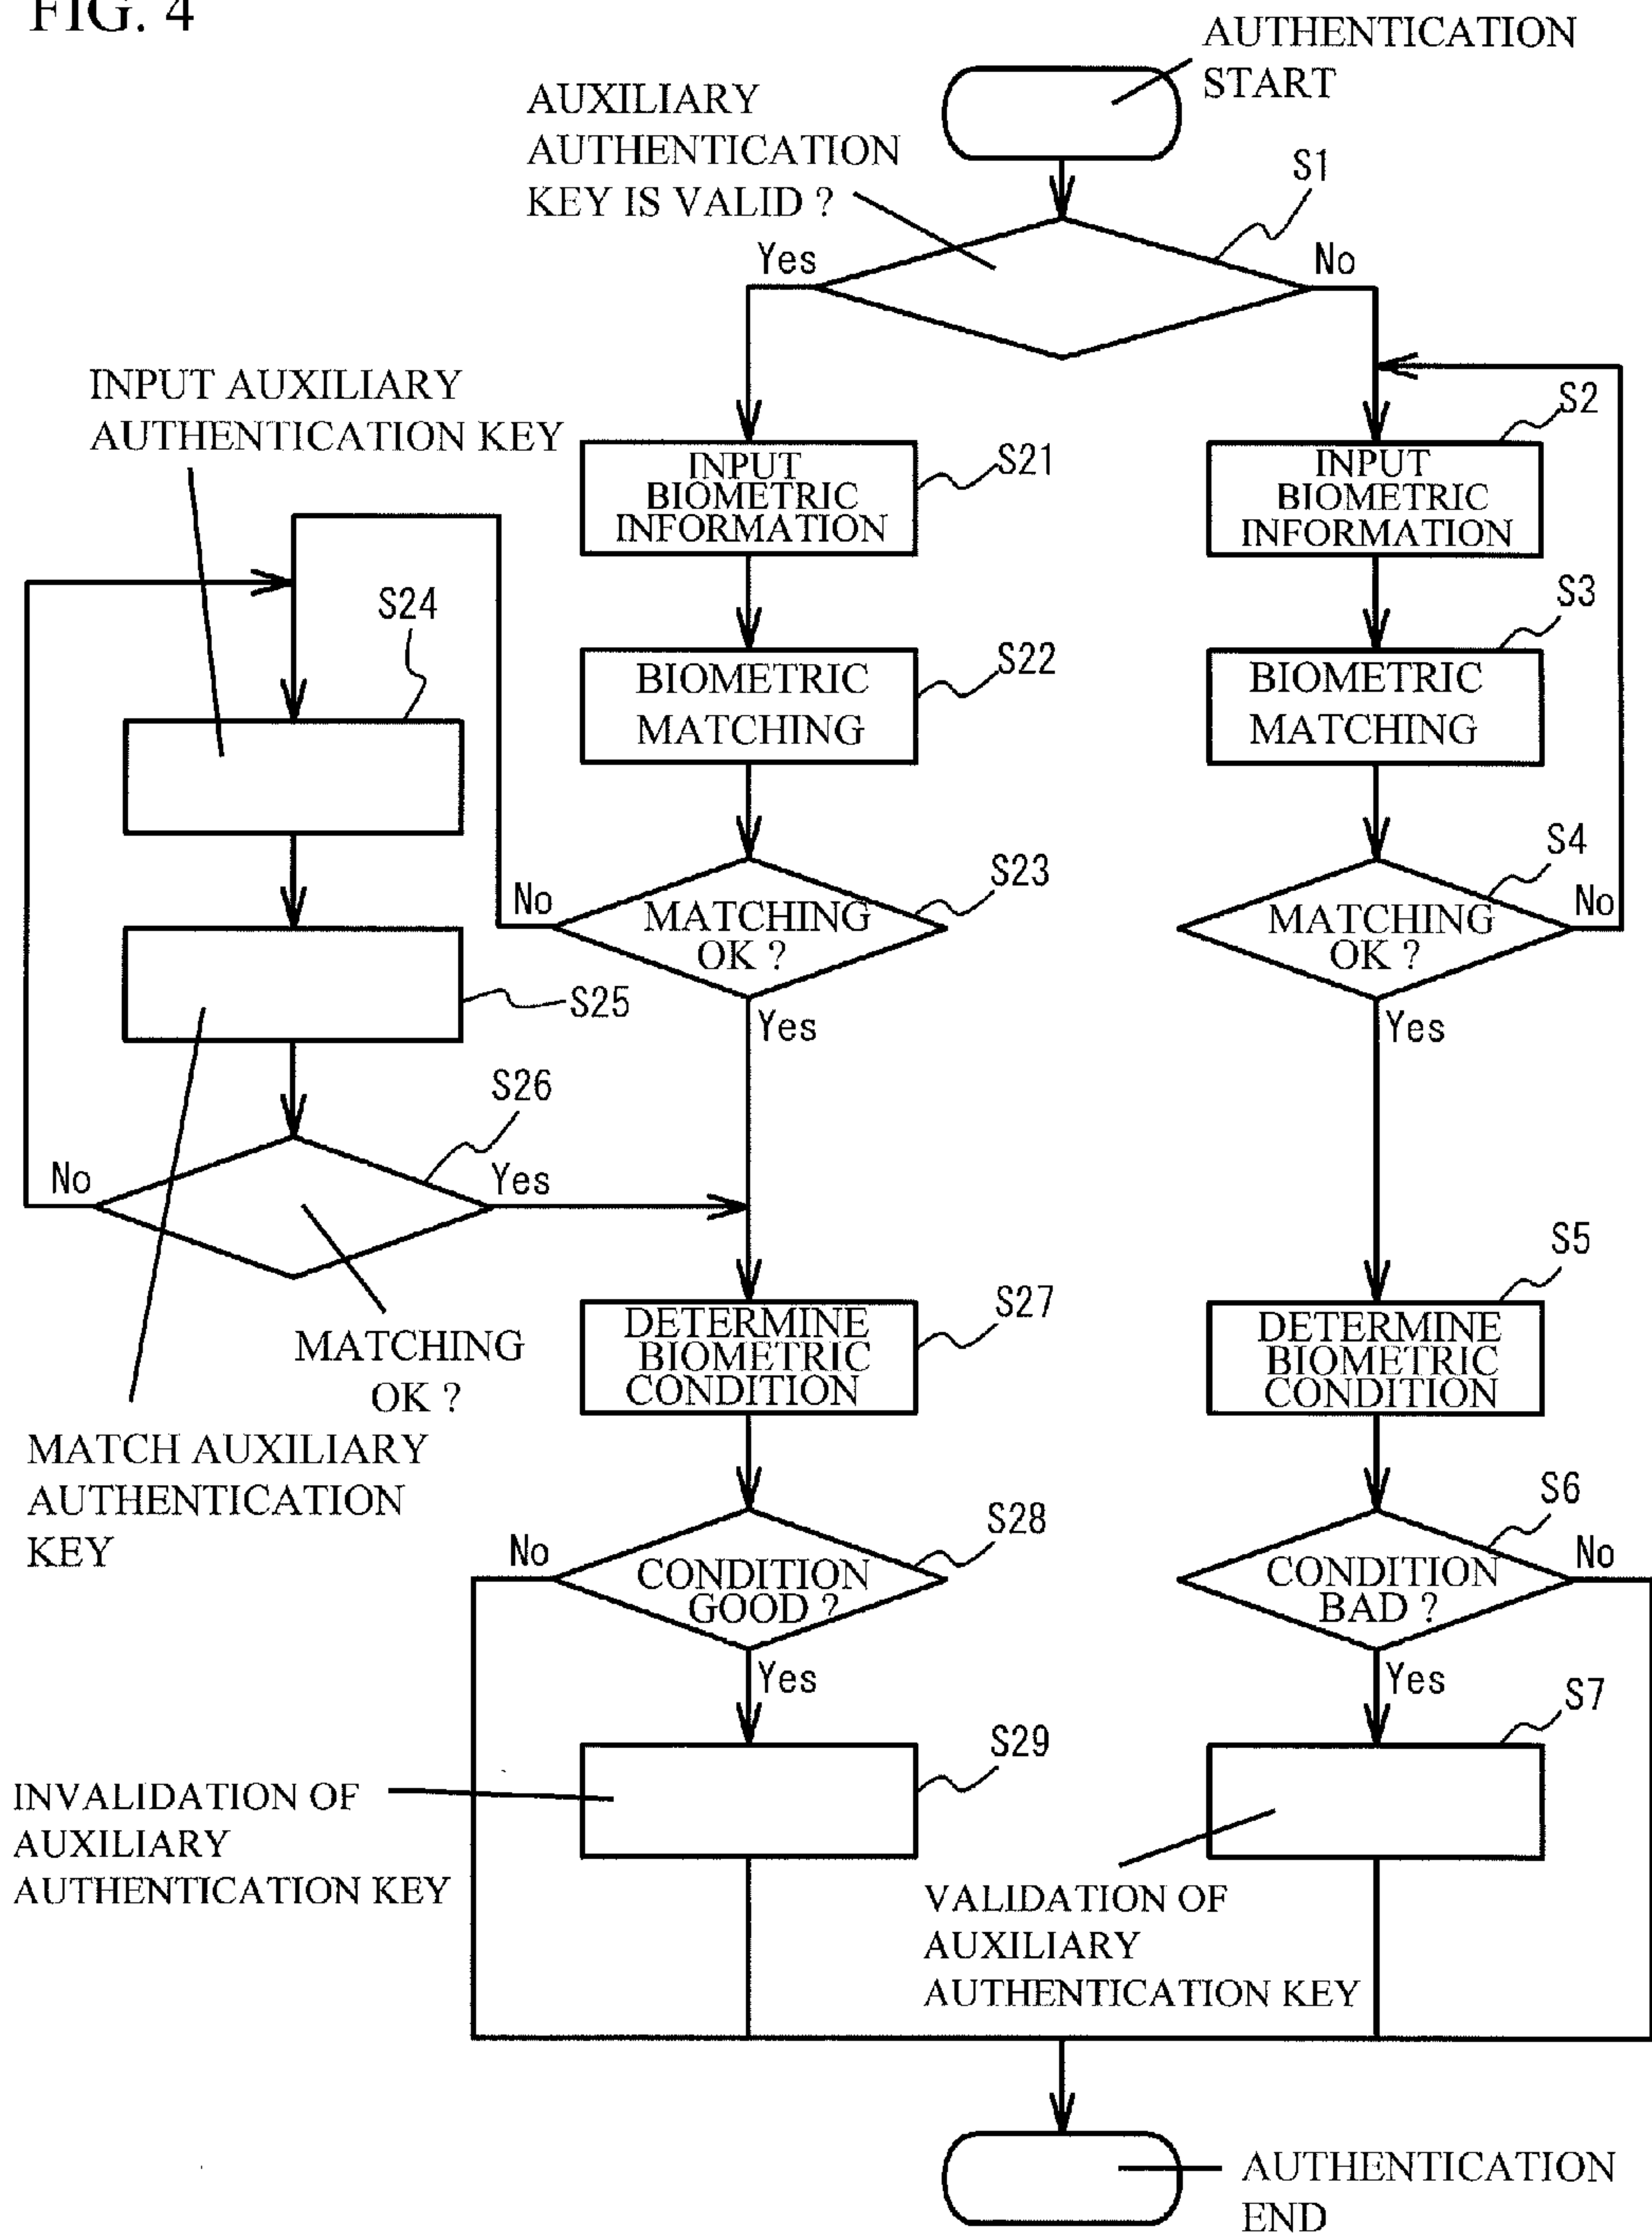 FIG. 4
AUTHENTICATION
START
AUXILIARY
AUTHENTICATION
KEY IS VALID ?
S1
Yes
No
INPUT AUXILIARY
AUTHENTICATION KEY
S2
INPUT
BIOMETRIC
INFORMATION
S21
INPUT
BIOMETRIC
INFORMATION
S24
S3
BIOMETRIC
MATCHING
S22
BIOMETRIC
MATCHING
S4
No
MATCHING
OK ?
S23
MATCHING
OK ?
No
S25
Yes
Yes
S26
No
Yes
MATCHING
OK ?
S27
DETERMINE
BIOMETRIC
CONDITION
S5
DETERMINE
BIOMETRIC
CONDITION
MATCH AUXILIARY
AUTHENTICATION
KEY
No
CONDITION
GOOD ?
S28
S6
CONDITION
BAD ?
No
Yes
Yes
S29
S7
INVALIDATION OF
AUXILIARY
AUTHENTICATION KEY
VALIDATION OF
AUXILIARY
AUTHENTICATION KEY
AUTHENTICATION
END